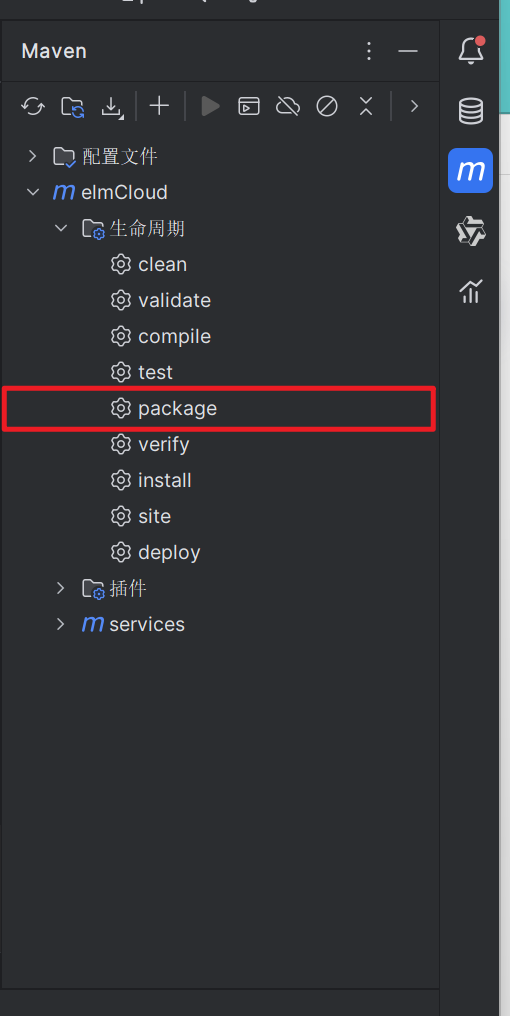 Maven
配置文件
m elmCloud
生命周期
clean
validate
compile
test
package
verify
install
site
deploy
插件
m services
m